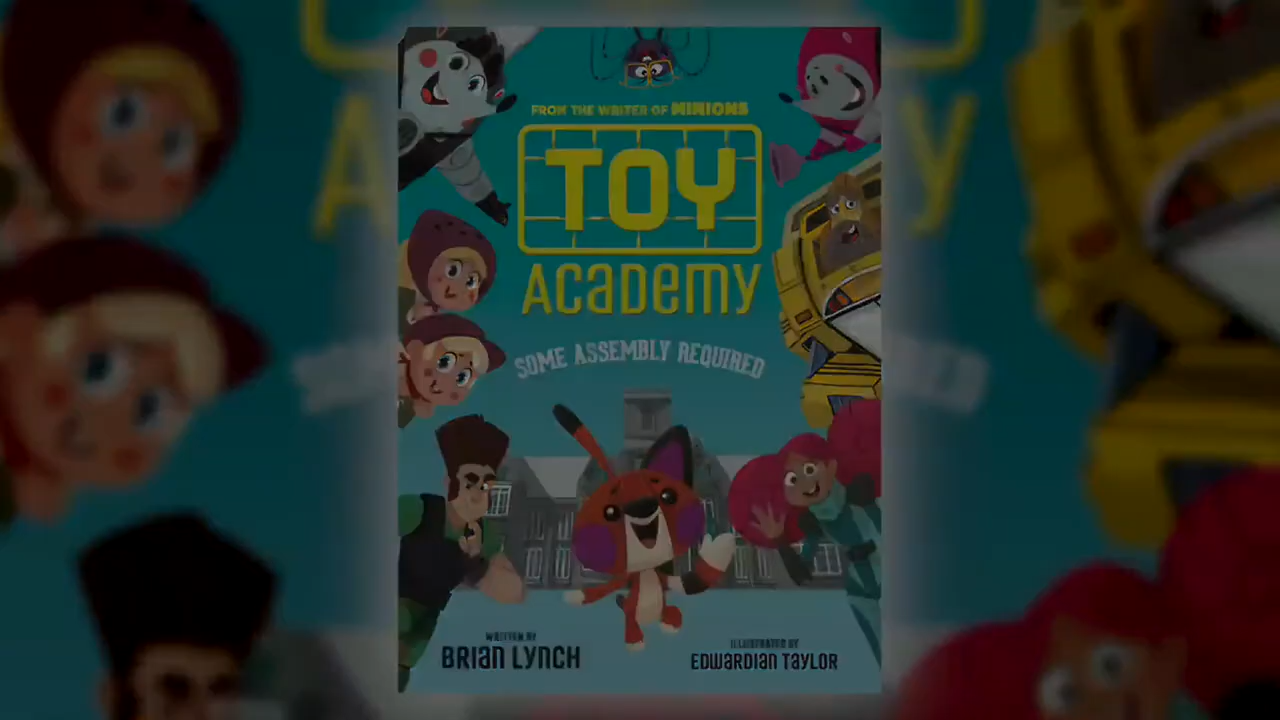 FROM THE WRITER OF MINIONS
TOY
ACADEMY
SOME ASSEMBLY REQUIRED
WRITTEN BY
BRIAN LYNCH
ILLUSTRATED BY
EDWARDIAN TAYLOR